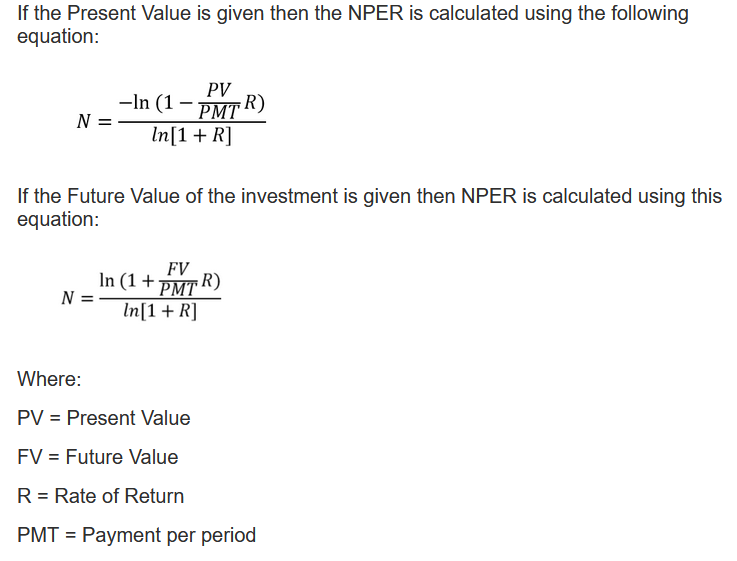 If the Present Value is given then the NPER is calculated using the following
equation:
N = −ln (1 − PV/PMT R) / ln[1 + R]
If the Future Value of the investment is given then NPER is calculated using this
equation:
N = ln (1 + FV/PMT R) / ln[1 + R]
Where:
PV = Present Value
FV = Future Value
R = Rate of Return
PMT = Payment per period